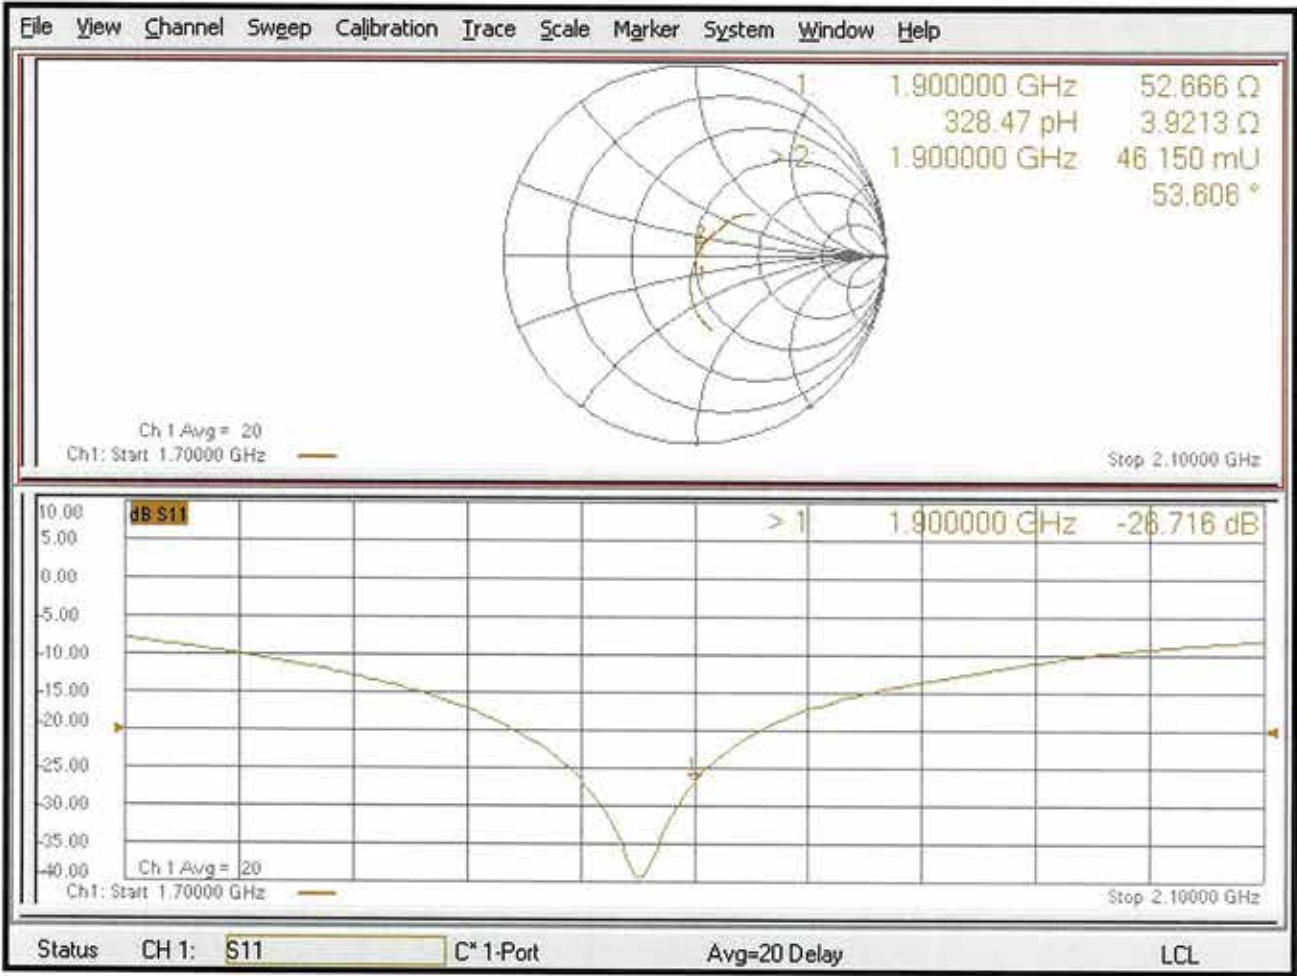 File View Channel Sweep Calibration Trace Scale Marker System Window Help
1 1.900000 GHz 52.666 Ω
328.47 pH 3.9213 Ω
> 2 1.900000 GHz 46.150 mU
53.606 °
Ch 1 Avg = 20
Ch1: Start 1.70000 GHz
Stop 2.10000 GHz
10.00
dB S11
> 1 1.900000 GHz -26.716 dB
5.00
0.00
-5.00
-10.00
-15.00
-20.00
-25.00
-30.00
-35.00
-40.00
1
Ch 1 Avg = 20
Ch1: Start 1.70000 GHz
Stop 2.10000 GHz
Status CH 1: S11 C* 1-Port Avg=20 Delay LCL